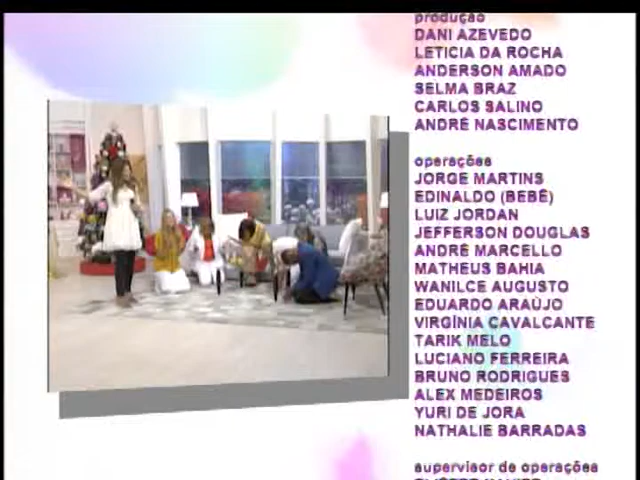 produção
DANI AZEVEDO
LETICIA DA ROCHA
ANDERSON AMADO
SELMA BRAZ
CARLOS SALINO
ANDRÉ NASCIMENTO
operações
JORGE MARTINS
EDINALDO (BEBÊ)
LUIZ JORDAN
JEFFERSON DOUGLAS
ANDRÉ MARCELLO
MATHEUS BAHIA
WANILCE AUGUSTO
EDUARDO ARAÚJO
VIRGÍNIA CAVALCANTE
TARIK MELO
LUCIANO FERREIRA
BRUNO RODRIGUES
ALEX MEDEIROS
YURI DE JORA
NATHALIE BARRADAS
supervisor de operações